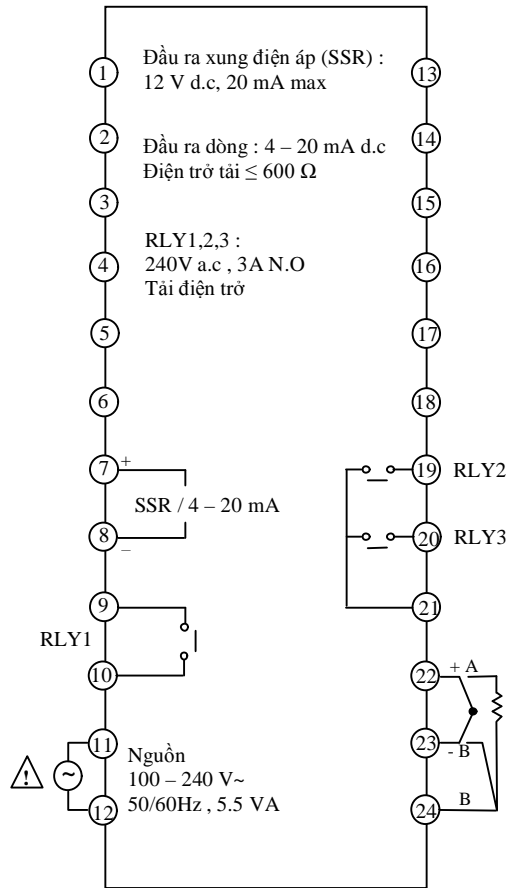 1
Đầu ra xung điện áp (SSR) :
12 V d.c, 20 mA max
13
2
Đầu ra dòng : 4 – 20 mA d.c
Điện trở tải ≤ 600 Ω
14
3
15
RLY1,2,3 :
240V a.c , 3A N.O
Tải điện trở
4
16
5
17
6
18
7
+
SSR / 4 – 20 mA
8
–
19
RLY2
20
RLY3
9
RLY1
10
21
22
+ A
11
Nguồn
100 – 240 V~
50/60Hz , 5.5 VA
!
~
12
23
- B
24
B